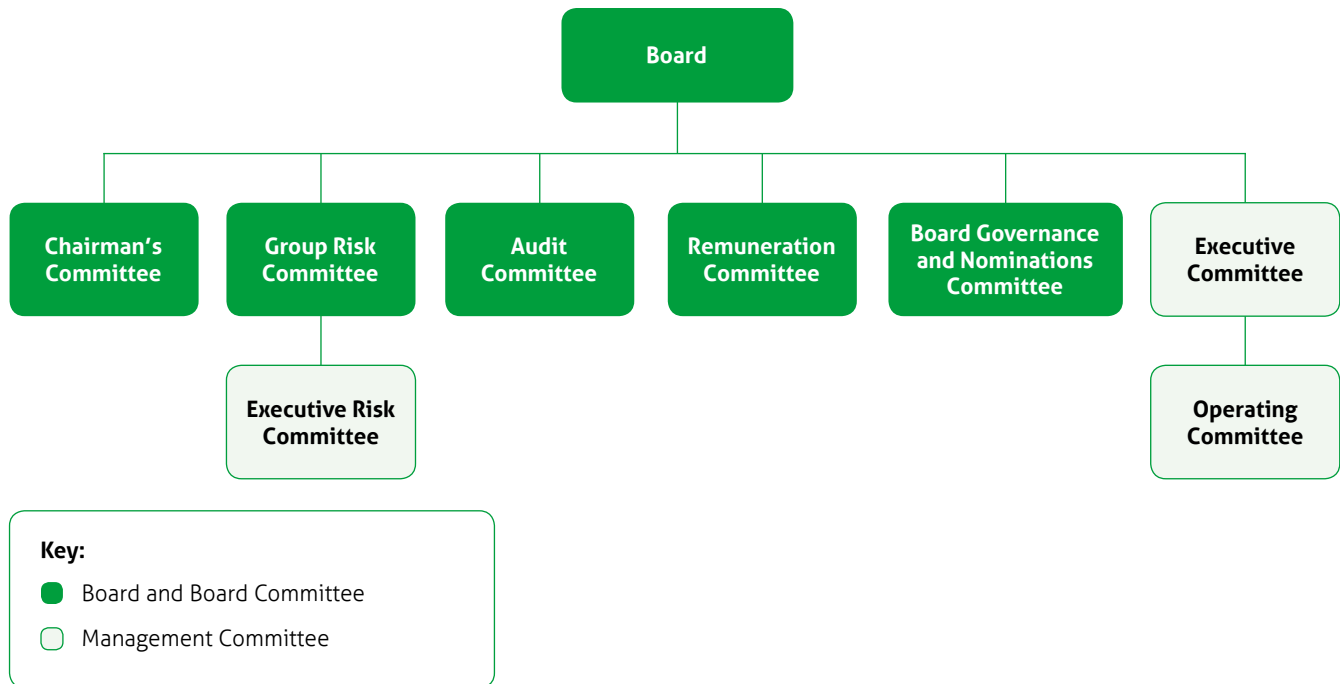 Board
Chairman’s
Committee
Group Risk
Committee
Audit
Committee
Remuneration
Committee
Board Governance
and Nominations
Committee
Executive
Committee
Executive Risk
Committee
Operating
Committee
Key:
Board and Board Committee
Management Committee